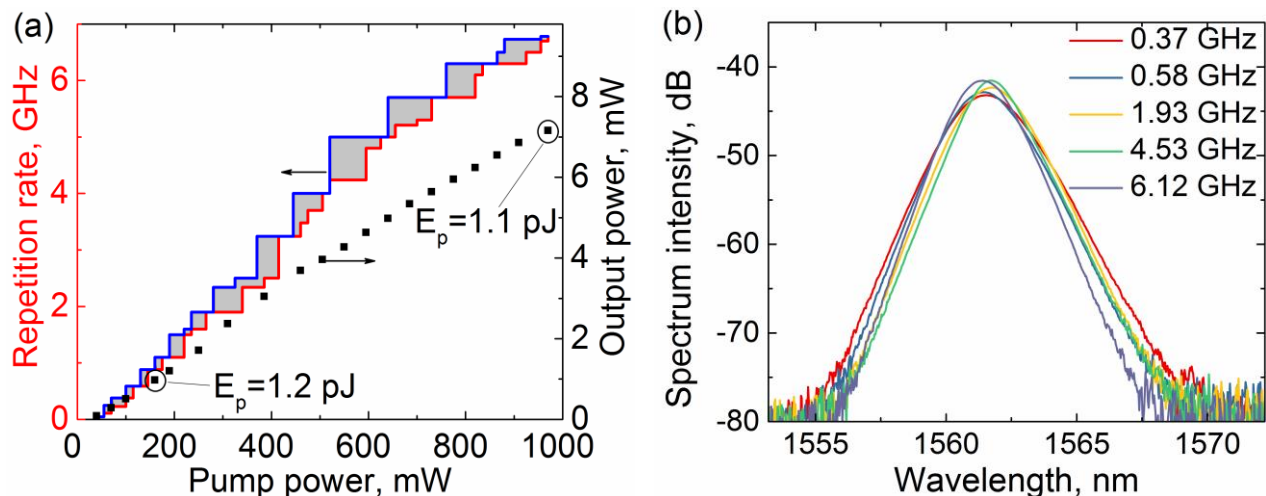 (a)
Repetition rate, GHz
6
4
2
0
E_p=1.1 pJ
E_p=1.2 pJ
8
6
4
2
0
Output power, mW
0 200 400 600 800 1000
Pump power, mW
(b)
Spectrum intensity, dB
-40
-50
-60
-70
-80
0.37 GHz
0.58 GHz
1.93 GHz
4.53 GHz
6.12 GHz
1555 1560 1565 1570
Wavelength, nm